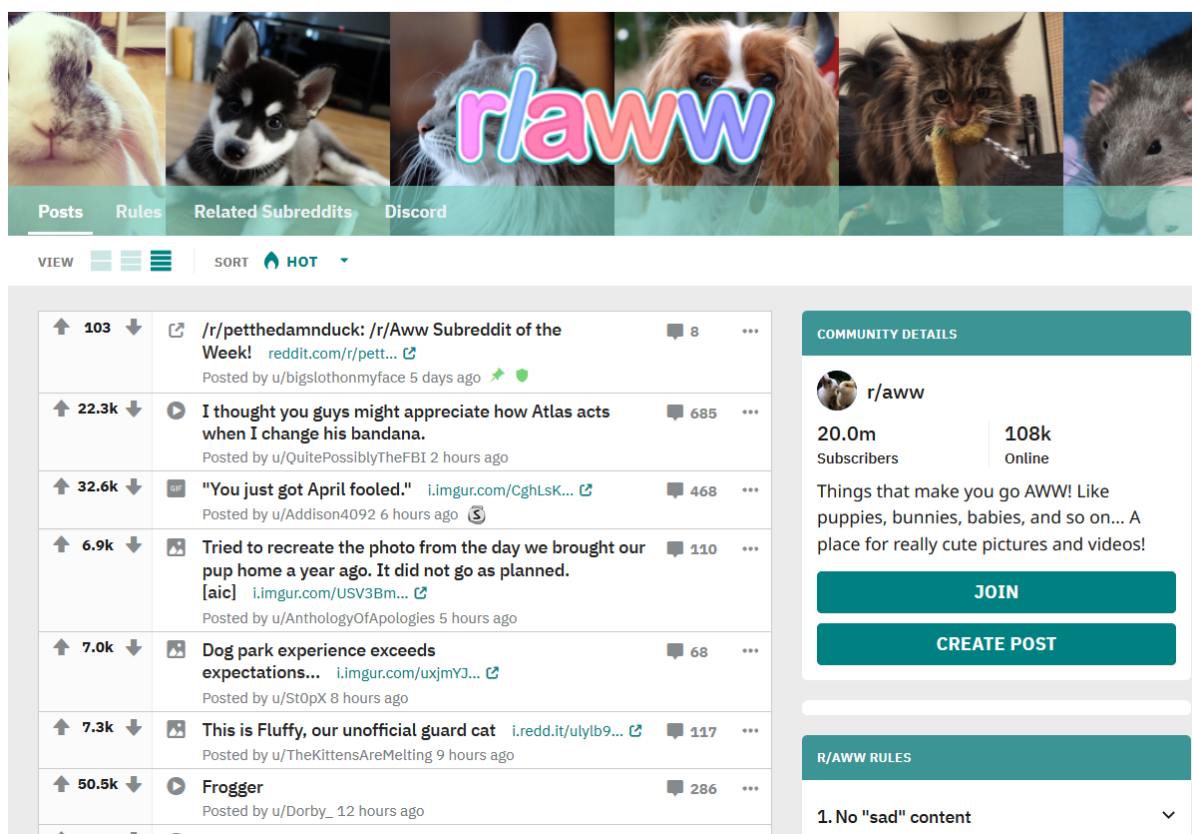 r/aww
Posts Rules Related Subreddits Discord
VIEW SORT HOT
103
/r/petthedamnduck: /r/Aww Subreddit of the
Week! reddit.com/r/pett...
8
Posted by u/bigslothonmyface 5 days ago
22.3k
I thought you guys might appreciate how Atlas acts
when I change his bandana.
685
Posted by u/QuitePossiblyTheFBI 2 hours ago
32.6k
GIF
"You just got April fooled." i.imgur.com/CghLsK...
468
Posted by u/Addison4092 6 hours ago S
6.9k
Tried to recreate the photo from the day we brought our
pup home a year ago. It did not go as planned.
[aic] i.imgur.com/USV3Bm...
110
Posted by u/AnthologyOfApologies 5 hours ago
7.0k
Dog park experience exceeds
expectations... i.imgur.com/uxjmYJ...
68
Posted by u/St0pX 8 hours ago
7.3k
This is Fluffy, our unofficial guard cat i.redd.it/ulylb9...
117
Posted by u/TheKittensAreMelting 9 hours ago
50.5k
Frogger
286
Posted by u/Dorby_ 12 hours ago
COMMUNITY DETAILS
r/aww
20.0m 108k
Subscribers Online
Things that make you go AWW! Like
puppies, bunnies, babies, and so on... A
place for really cute pictures and videos!
JOIN
CREATE POST
R/AWW RULES
1. No "sad" content